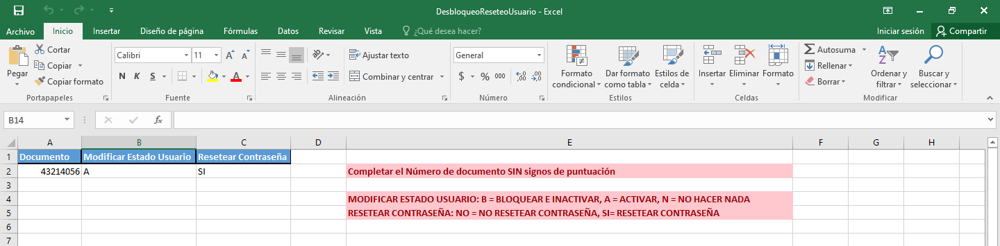 DesbloqueoReseteoUsuario - Excel
Archivo Inicio Insertar Diseño de página Fórmulas Datos Revisar Vista ¿Qué desea hacer? Iniciar sesión Compartir
Pegar Cortar Copiar Copiar formato
Calibri 11
N K S A A A
Ajustar texto
Combinar y centrar
General
$ % 000
Formato condicional Dar formato como tabla Estilos de celda
Insertar Eliminar Formato
Autosuma Rellenar Borrar
Ordenar y filtrar Buscar y seleccionar
Portapapeles Fuente Alineación Número Estilos Celdas Modificar
B14 fx
A B C D E F G H
1 Documento Modificar Estado Usuario Resetear Contraseña
2 43214056 A SI Completar el Número de documento SIN signos de puntuación
3
4 MODIFICAR ESTADO USUARIO: B = BLOQUEAR E INACTIVAR, A = ACTIVAR, N = NO HACER NADA
5 RESETEAR CONTRASEÑA: NO = NO RESETEAR CONTRASEÑA, SI= RESETEAR CONTRASEÑA
6
7